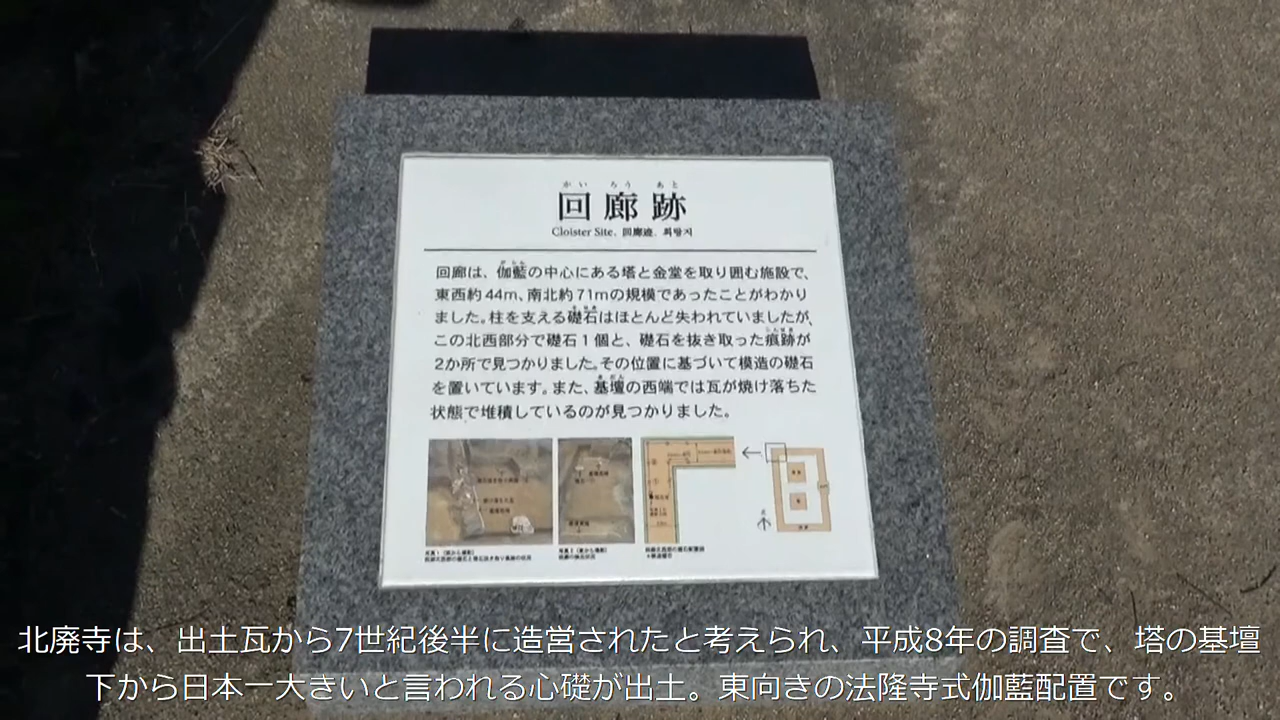 かいろうあと
回廊跡
Cloister Site、回廊迹、회랑지
回廊は、伽藍の中心にある塔と金堂を取り囲む施設で、
東西約44m、南北約71mの規模であったことがわかり
ました。柱を支える礎石はほとんど失われていましたが、
この北西部分で礎石1個と、礎石を抜き取った痕跡が
2か所で見つかりました。その位置に基づいて模造の礎石
を置いています。また、基壇の西端では瓦が焼け落ちた
状態で堆積しているのが見つかりました。
北廃寺は、出土瓦から7世紀後半に造営されたと考えられ、平成8年の調査で、塔の基壇
下から日本一大きいと言われる心礎が出土。東向きの法隆寺式伽藍配置です。